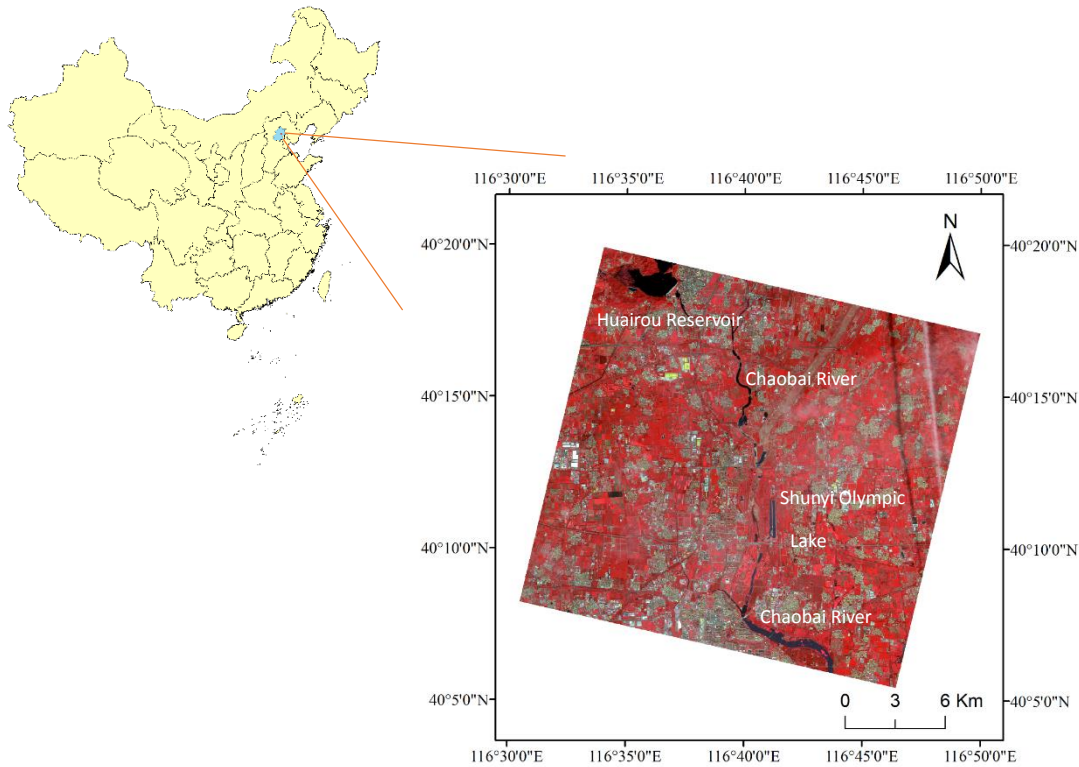 116°30'0"E 116°35'0"E 116°40'0"E 116°45'0"E 116°50'0"E
N
40°20'0"N 40°20'0"N
Huairou Reservoir
Chaobai River
40°15'0"N 40°15'0"N
Shunyi Olympic
Lake
40°10'0"N 40°10'0"N
Chaobai River
40°5'0"N 40°5'0"N
0 3 6 Km
116°30'0"E 116°35'0"E 116°40'0"E 116°45'0"E 116°50'0"E